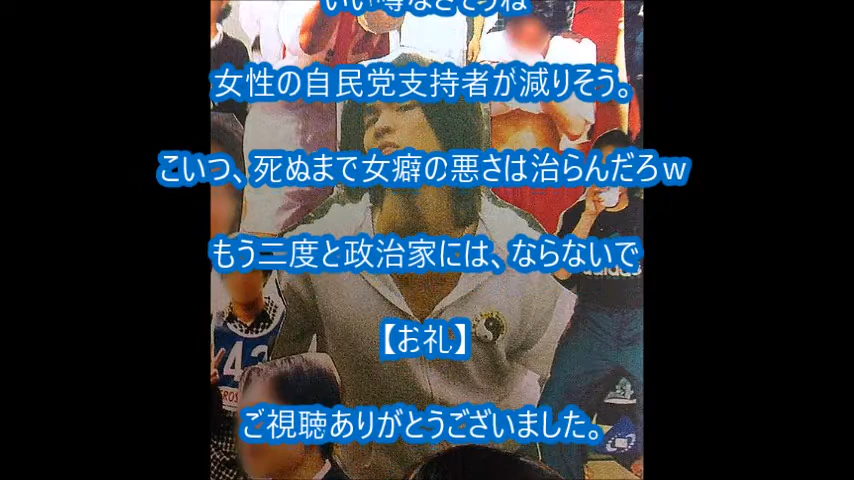 女性の自民党支持者が減りそう。
こいつ、死ぬまで女癖の悪さは治らんだろw
もう二度と政治家には、ならないで
【お礼】
ご視聴ありがとうございました。
adidas
43